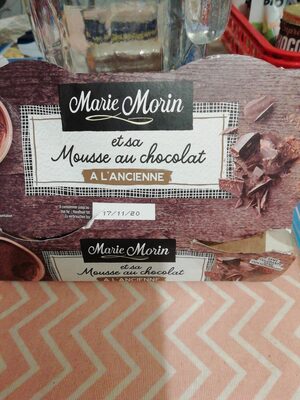 Marie Morin
et sa
Mousse au chocolat
A L'ANCIENNE
17/11/20
Marie Morin
et sa
Mousse au chocolat
A L'ANCIENNE